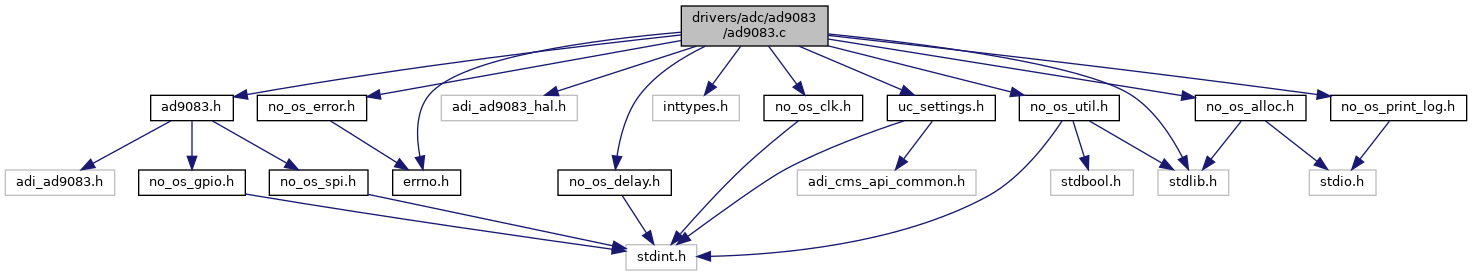 drivers/adc/ad9083
/ad9083.c
ad9083.h
no_os_error.h
adi_ad9083_hal.h
inttypes.h
no_os_clk.h
uc_settings.h
no_os_util.h
no_os_alloc.h
no_os_print_log.h
adi_ad9083.h
no_os_gpio.h
no_os_spi.h
errno.h
no_os_delay.h
adi_cms_api_common.h
stdbool.h
stdlib.h
stdio.h
stdint.h